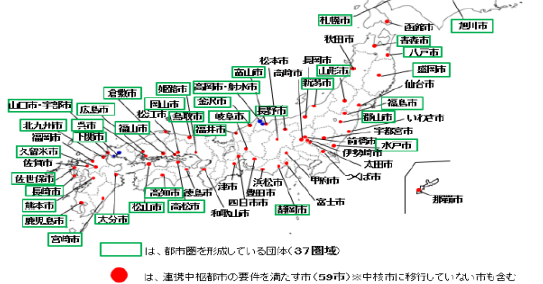 札幌市
函館市
旭川市
青森市
八戸市
秋田市
盛岡市
山形市
仙台市
福島市
郡山市
いわき市
宇都宮市
水戸市
前橋市
伊勢崎市
太田市
つくば市
長岡市
新潟市
松本市
高崎市
長野市
富山市
高岡市・射水市
金沢市
岐阜市
福井市
姫路市
岡山市
鳥取市
倉敷市
松江市
福山市
広島市
呉市
山口市・宇部市
下関市
北九州市
福岡市
久留米市
佐賀市
佐世保市
長崎市
熊本市
鹿児島市
宮崎市
大分市
松山市
高知市
高松市
徳島市
和歌山市
津市
四日市市
豊田市
浜松市
静岡市
富士市
甲府市
那覇市
は、都市圏を形成している団体(37圏域)
は、連携中枢都市の要件を満たす市(59市)※中核市に移行していない市も含む